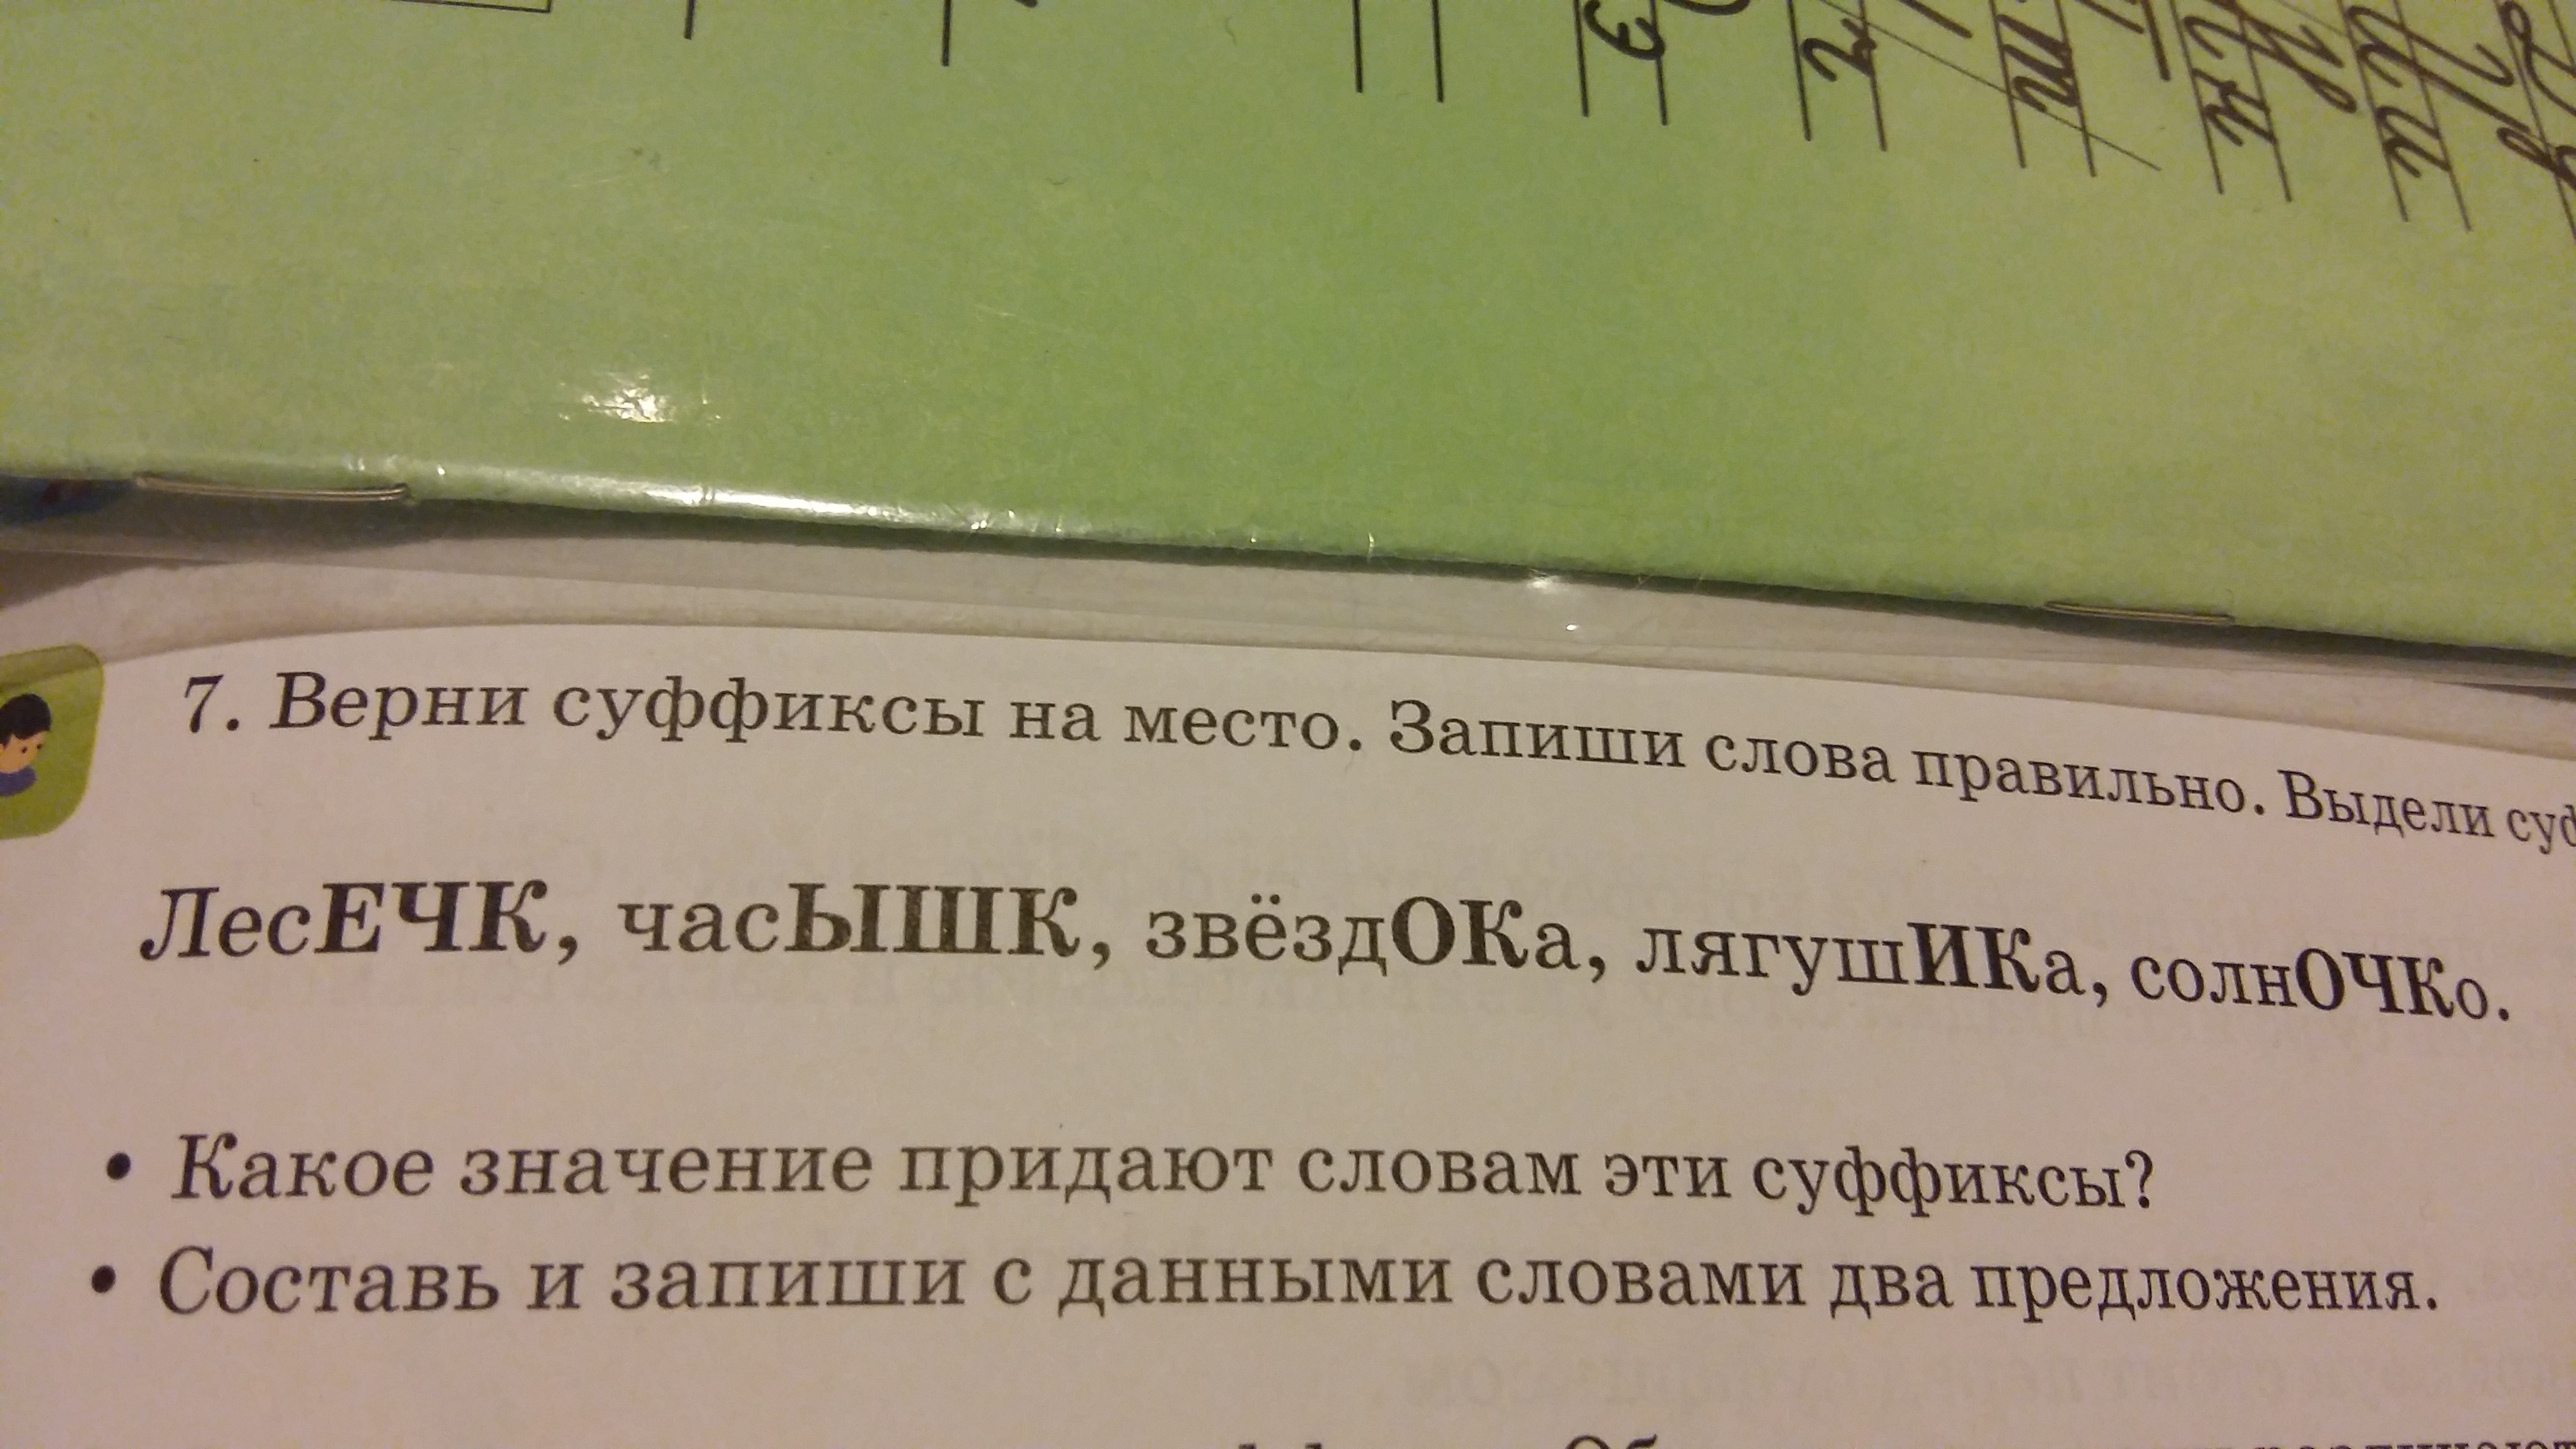 7. Верни суффиксы на место. Запиши слова правильно. Выдели
ЛесЕЧК, часЫШК, звёздОКа, лягушИКа, солнОЧКо.
• Какое значение придают словам эти суффиксы?
• Составь и запиши с данными словами два предложения.